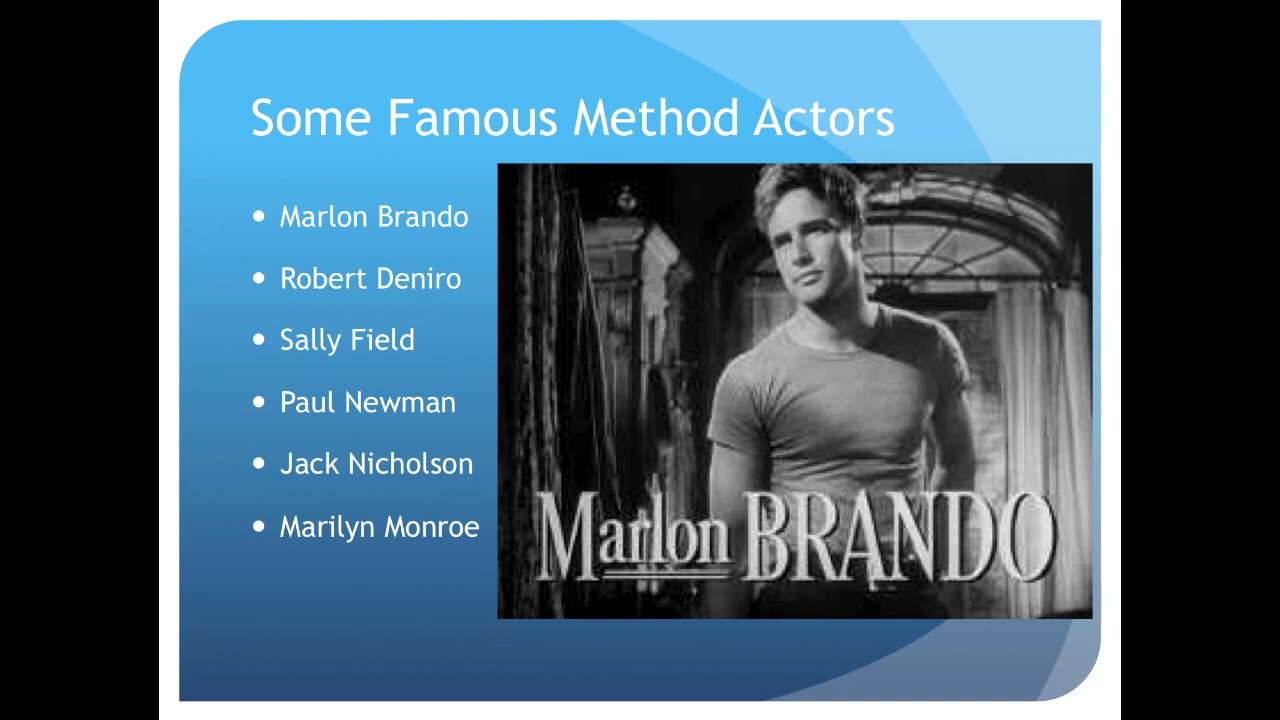 Some Famous Method Actors
Marlon Brando
Robert Deniro
Sally Field
Paul Newman
Jack Nicholson
Marilyn Monroe
Marlon BRANDO